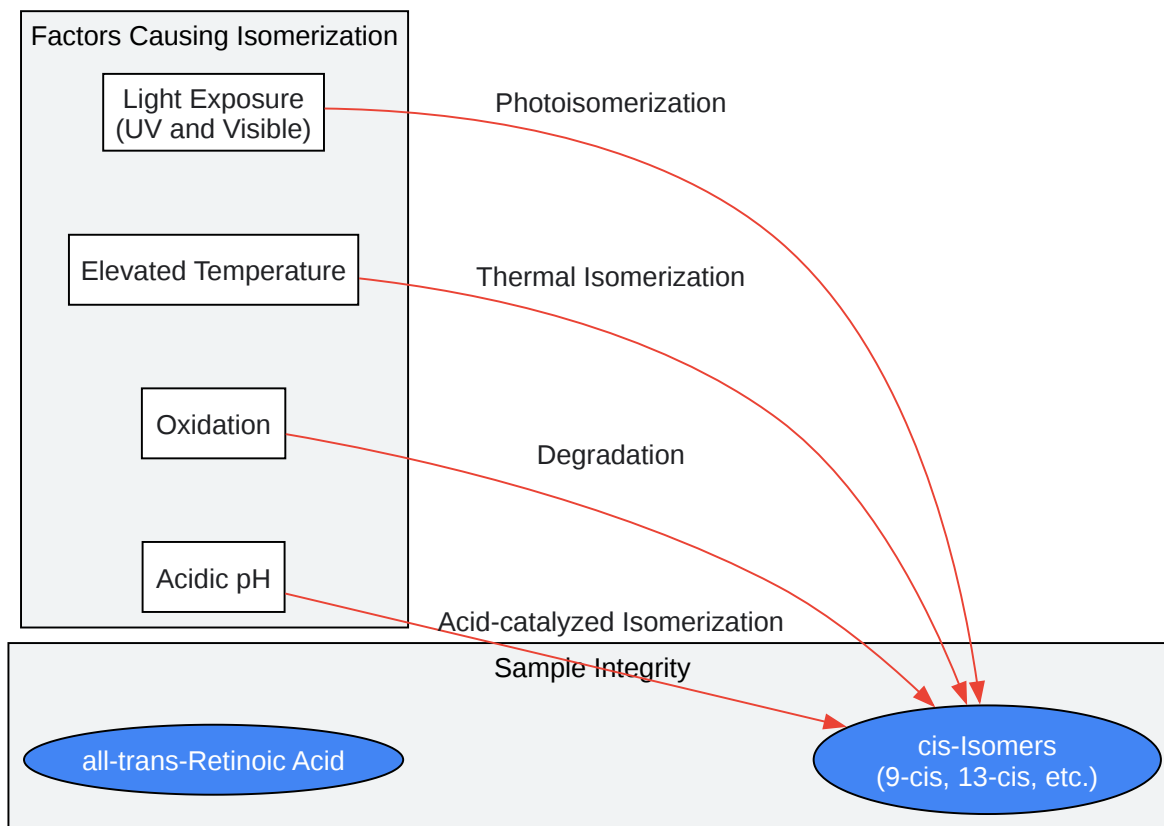 Factors Causing Isomerization
Light Exposure
(UV and Visible)
Photoisomerization
Elevated Temperature
Thermal Isomerization
Oxidation
Degradation
Acidic pH
Acid-catalyzed Isomerization
Sample Integrity
all-trans-Retinoic Acid
cis-Isomers
(9-cis, 13-cis, etc.)